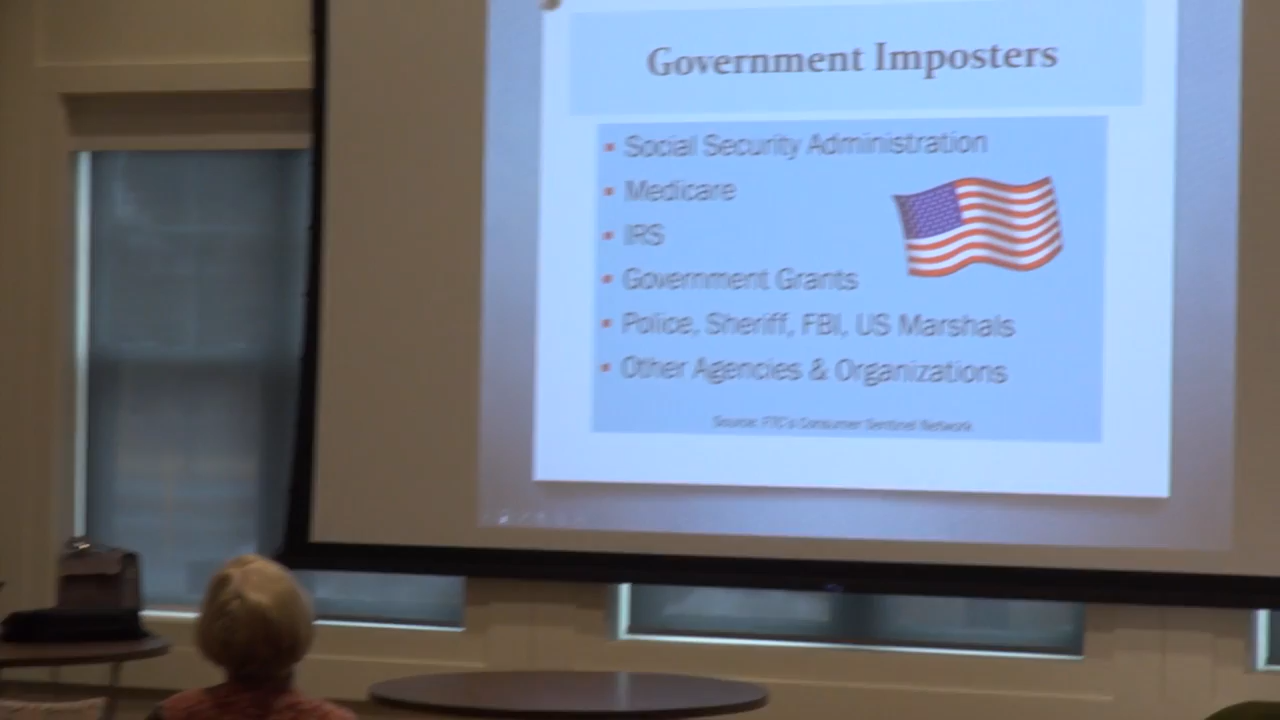 Government Imposters
Social Security Administration
Medicare
IRS
Government Grants
Police, Sheriff, FBI, US Marshals
Other Agencies & Organizations
Source: FTC's Consumer Sentinel Network